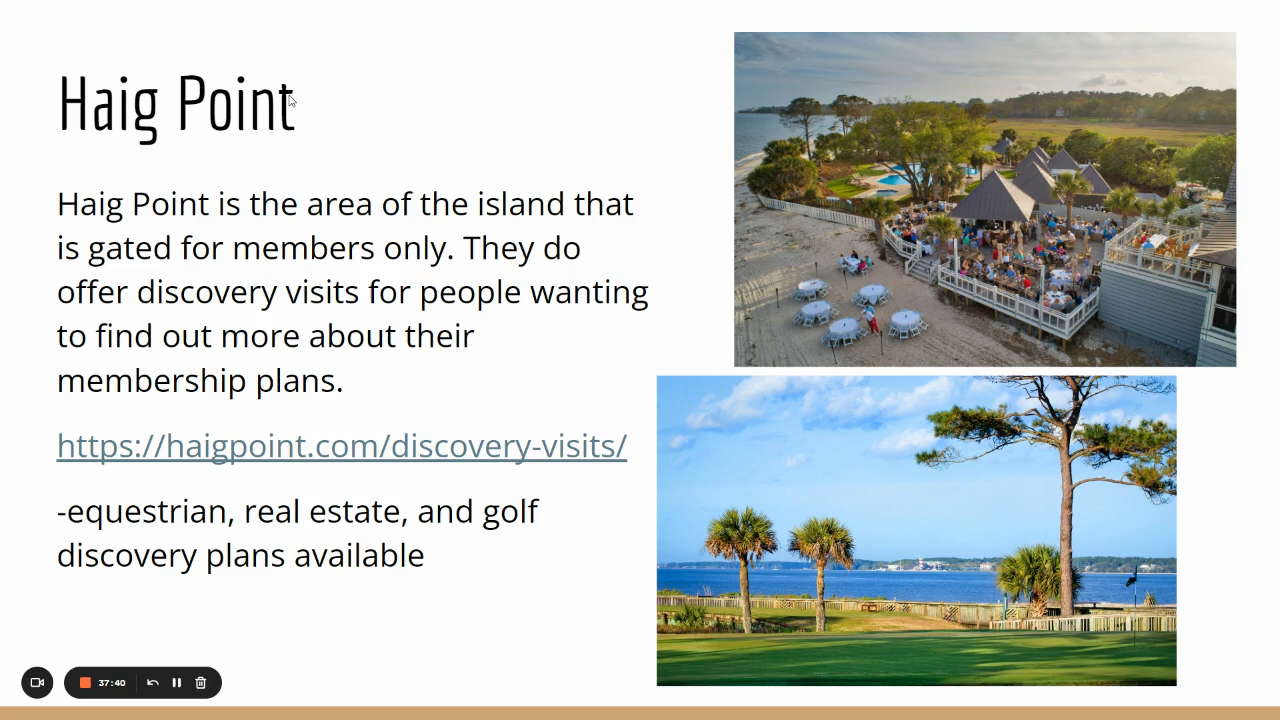 Haig Point
Haig Point is the area of the island that
is gated for members only. They do
offer discovery visits for people wanting
to find out more about their
membership plans.
https://haigpoint.com/discovery-visits/
-equestrian, real estate, and golf
discovery plans available
37:40